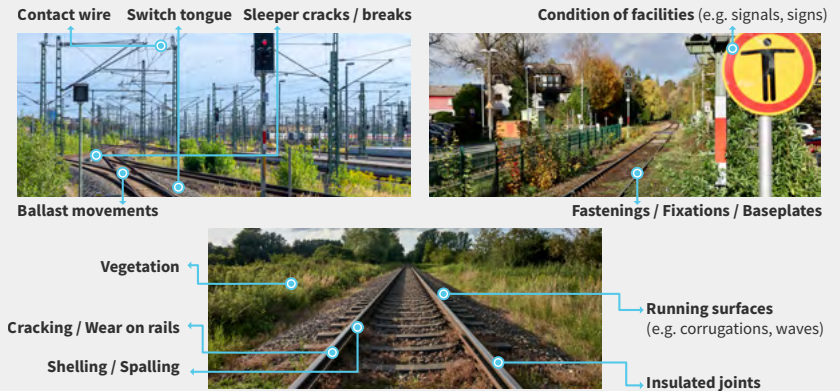 Contact wire
Switch tongue
Sleeper cracks / breaks
Condition of facilities (e.g. signals, signs)
Ballast movements
Fastenings / Fixations / Baseplates
Vegetation
Running surfaces
(e.g. corrugations, waves)
Cracking / Wear on rails
Shelling / Spalling
Insulated joints